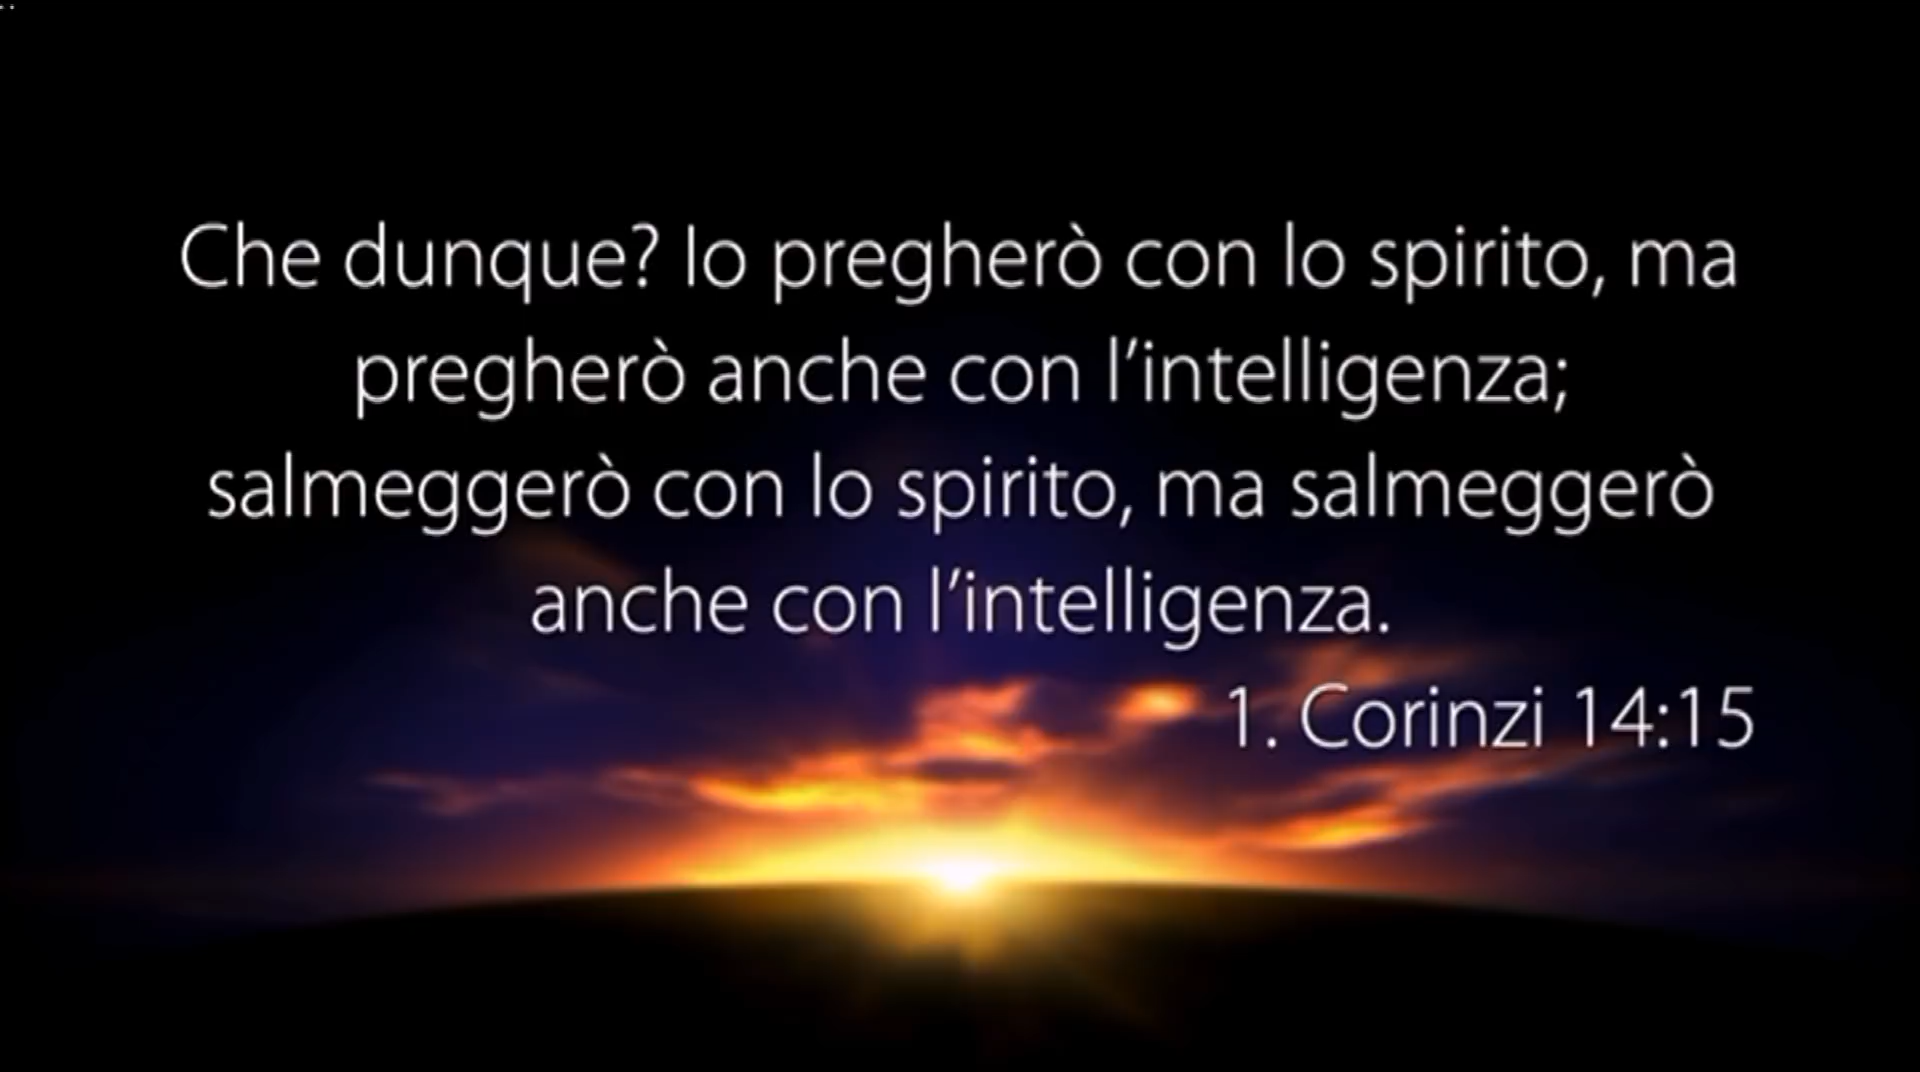 Che dunque? Io pregherò con lo spirito, ma
pregherò anche con l’intelligenza;
salmeggerò con lo spirito, ma salmeggerò
anche con l’intelligenza.
1. Corinzi 14:15